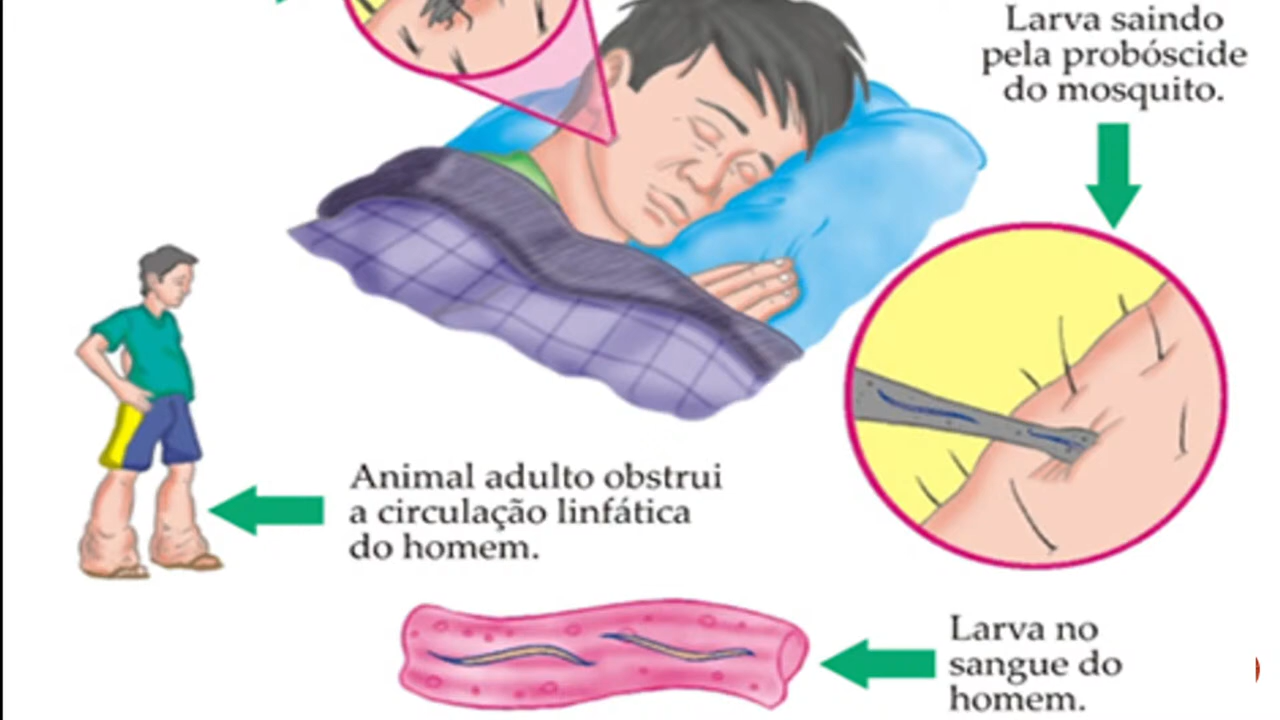 Larva saindo
pela probóscide
do mosquito.
Animal adulto obstrui
a circulação linfática
do homem.
Larva no
sangue do
homem.